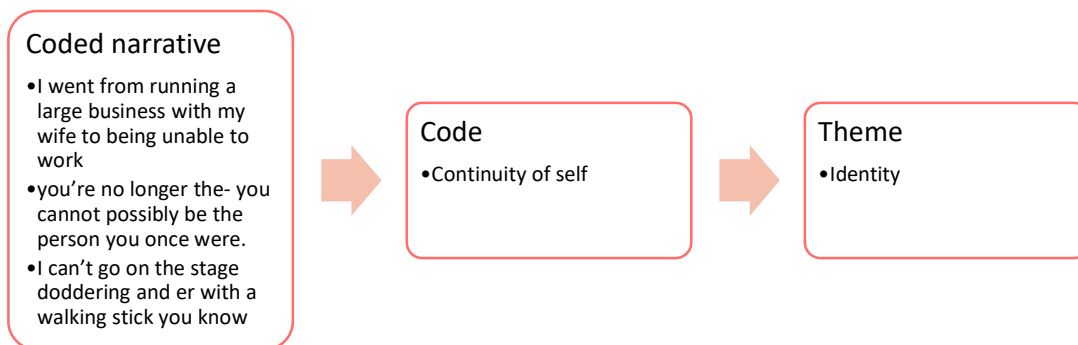 Coded narrative
•I went from running a
large business with my
wife to being unable to
work
•you’re no longer the- you
cannot possibly be the
person you once were.
•I can’t go on the stage
doddering and er with a
walking stick you know
Code
•Continuity of self
Theme
•Identity